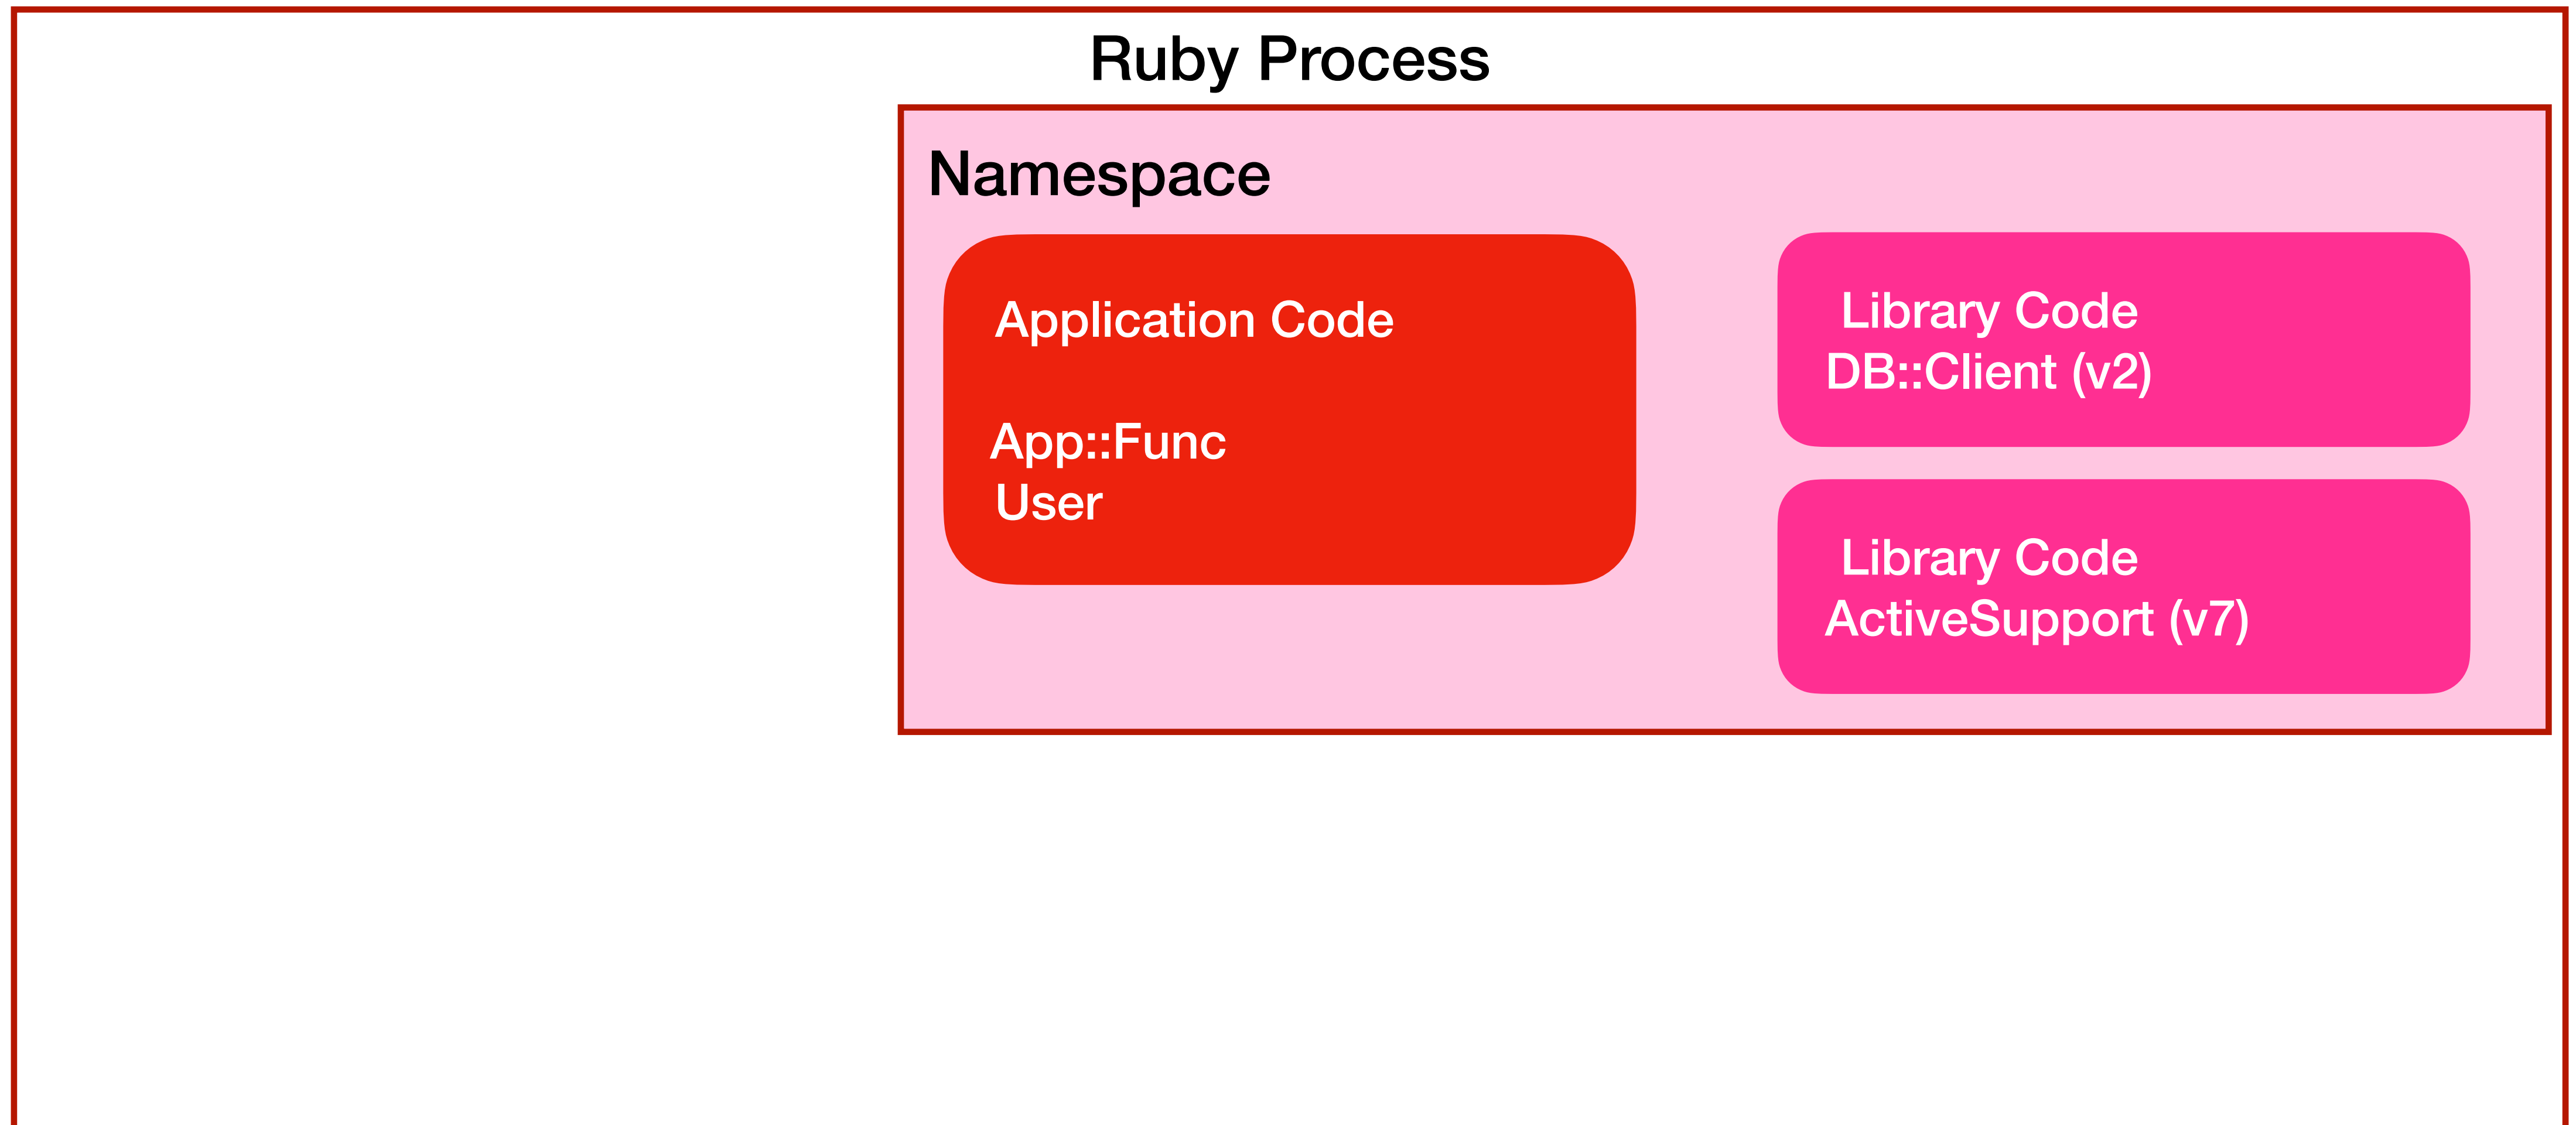 Ruby Process
Namespace
Application Code
App::Func
User
Library Code
DB::Client (v2)
Library Code
ActiveSupport (v7)